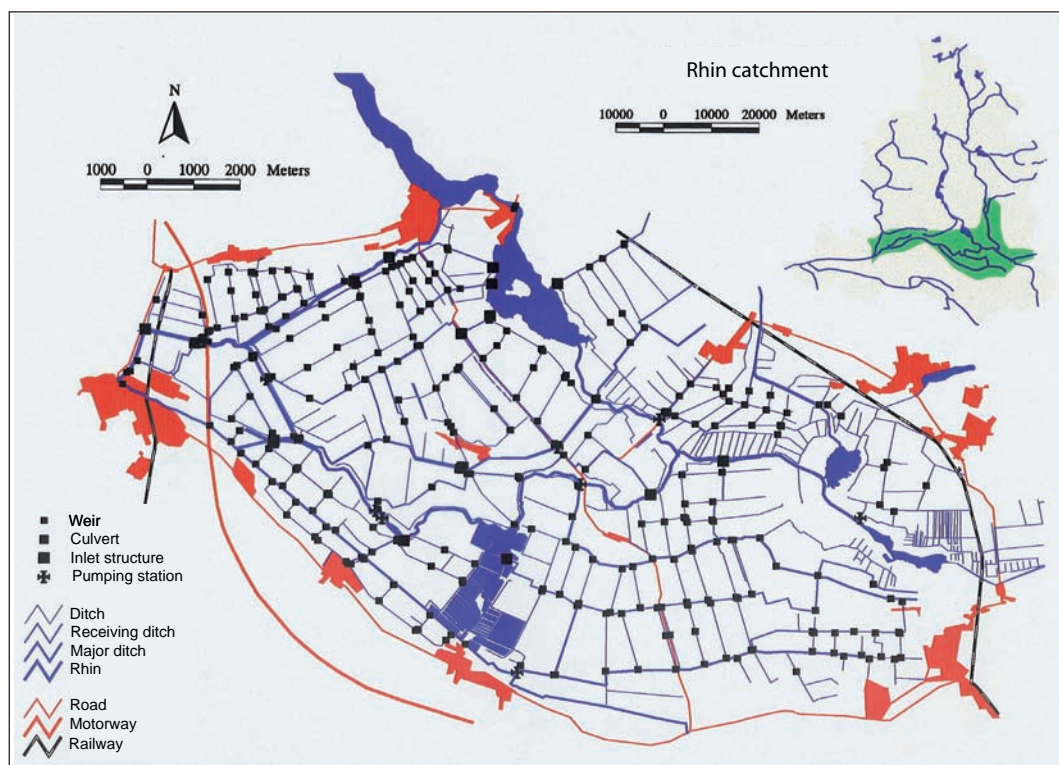 Rhin catchment
N
10000 0 10000 20000 Meters
1000 0 1000 2000 Meters
Weir
Culvert
Inlet structure
Pumping station
Ditch
Receiving ditch
Major ditch
Rhin
Road
Motorway
Railway